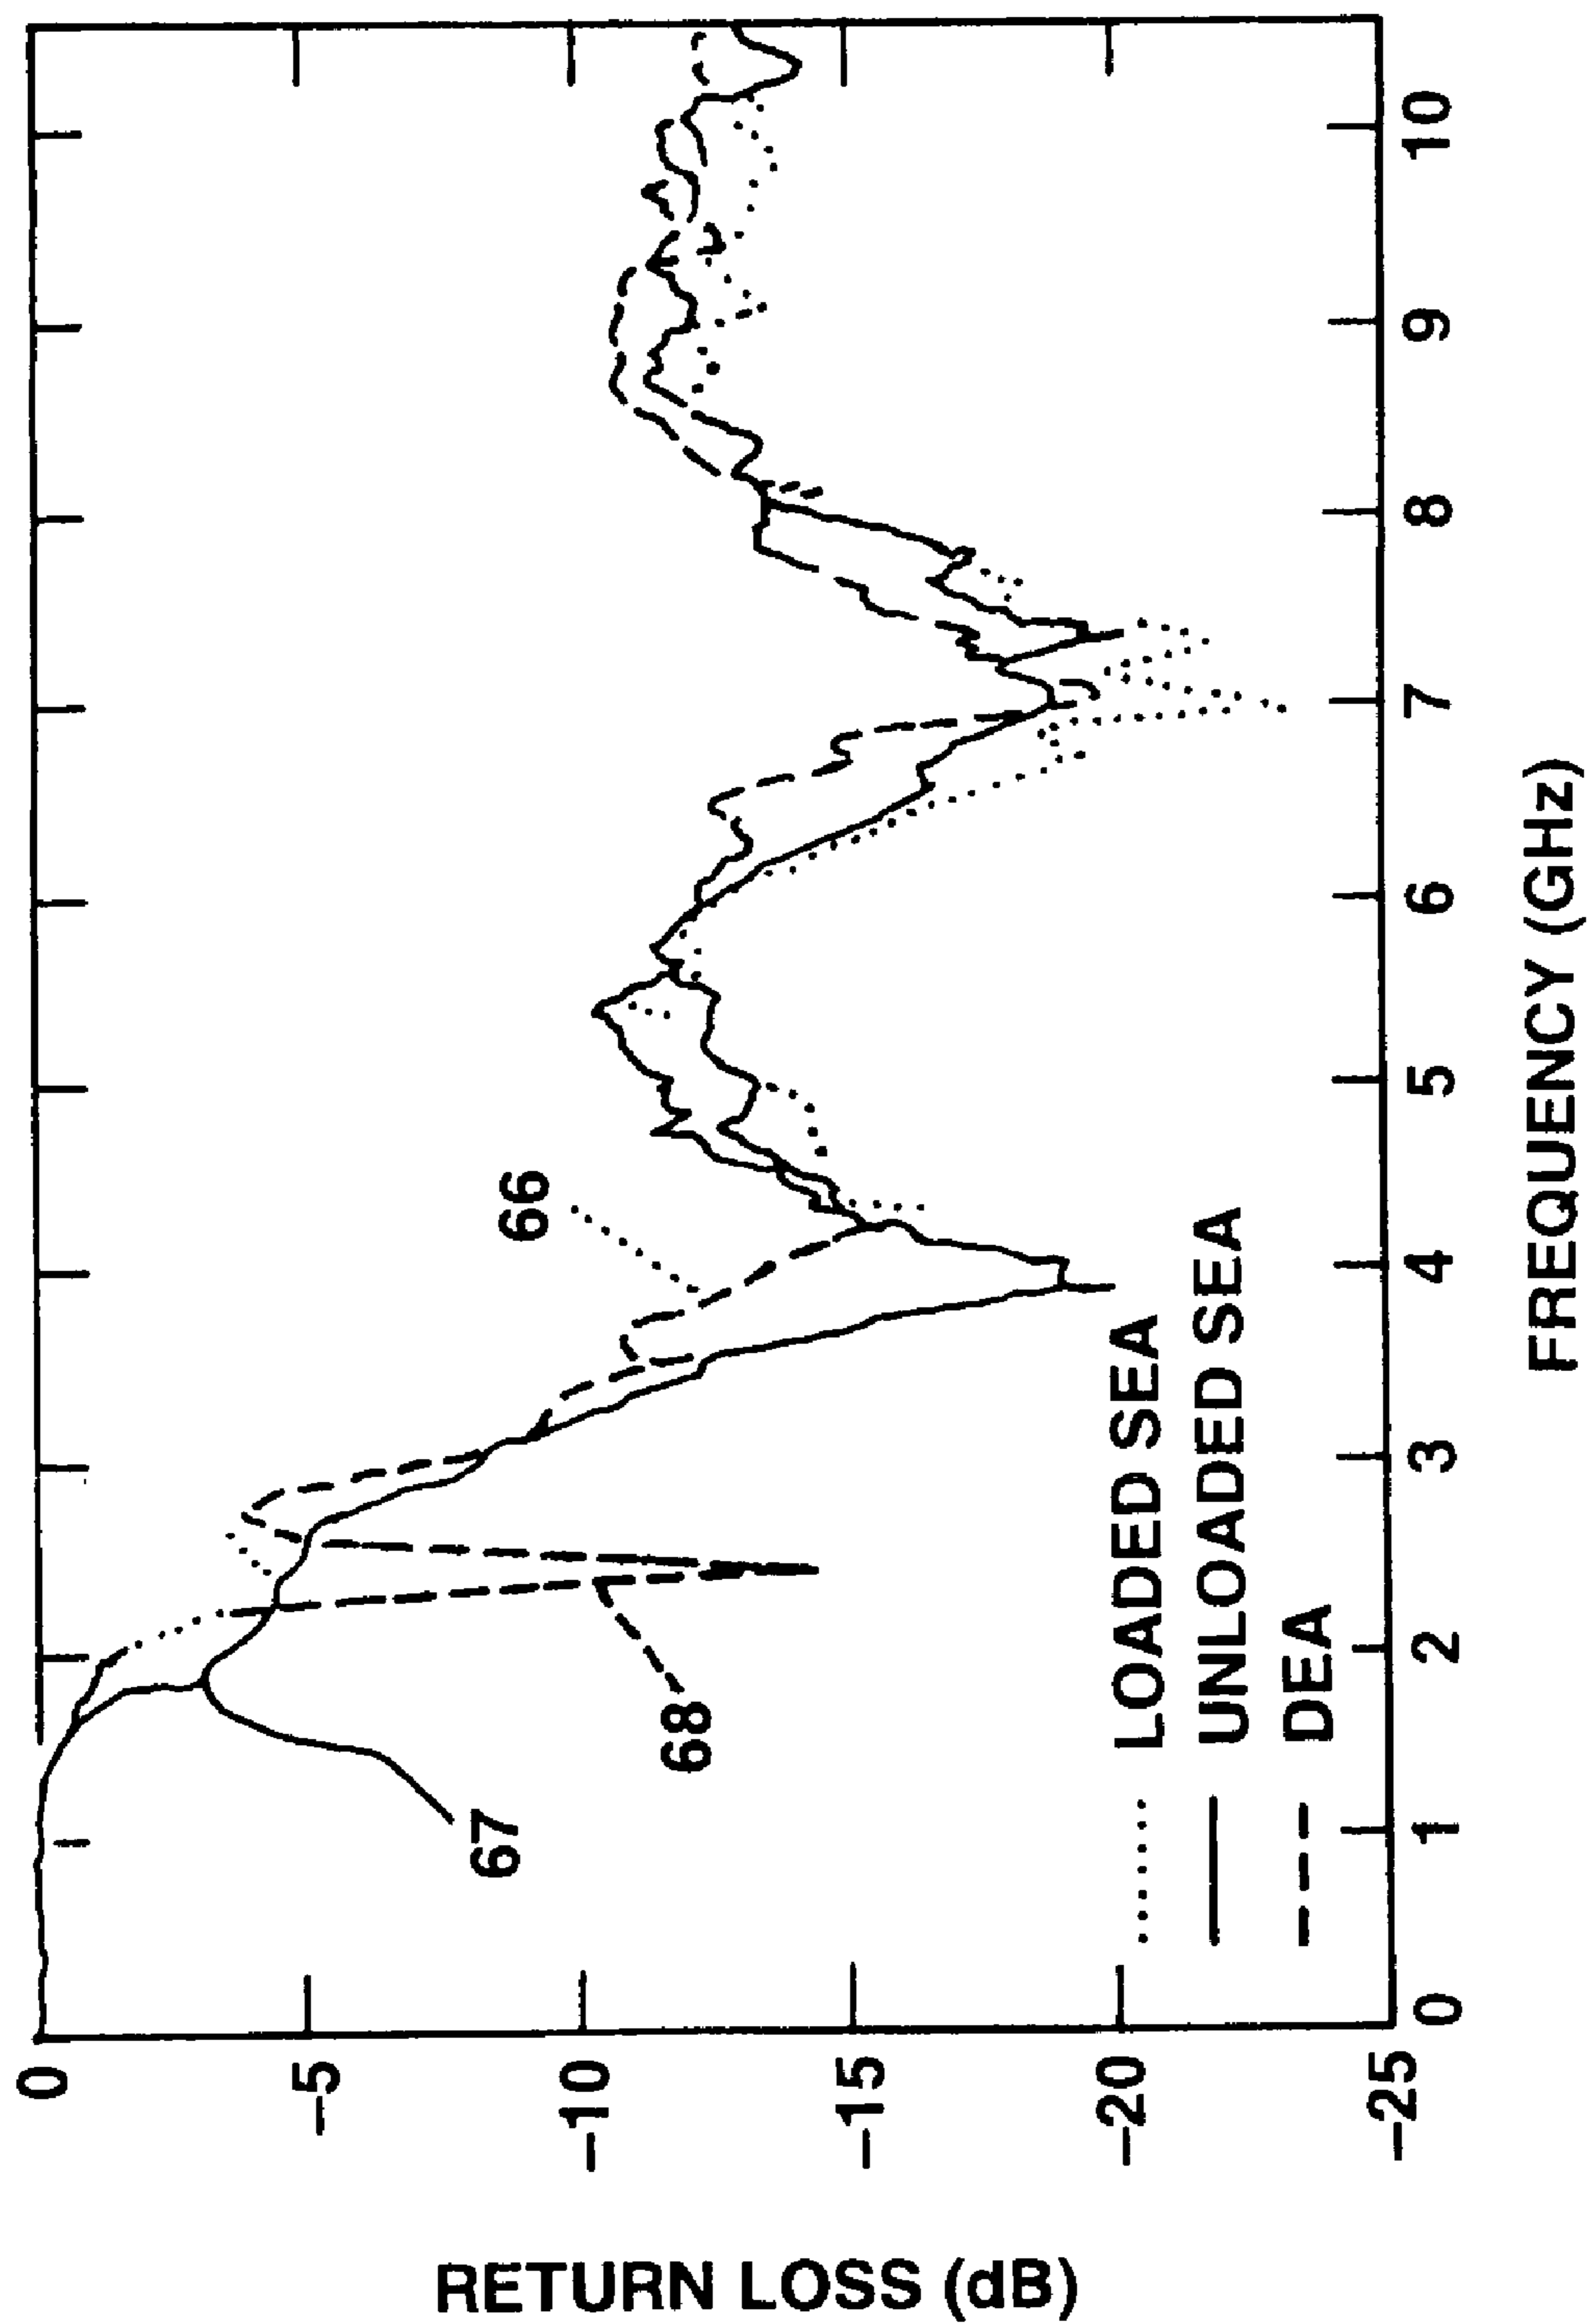 RETURN LOSS (dB)
0
-5
-10
-15
-20
-25
66
67
68
LOADED SEA
UNLOADED SEA
DEA
0 1 2 3 4 5 6 7 8 9 10
FREQUENCY (GHz)